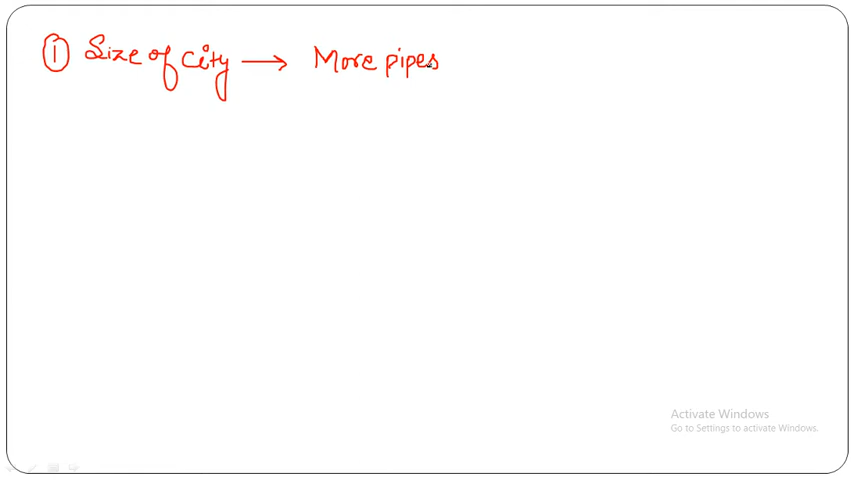 ① Size of City → More pipes
Activate Windows
Go to Settings to activate Windows.